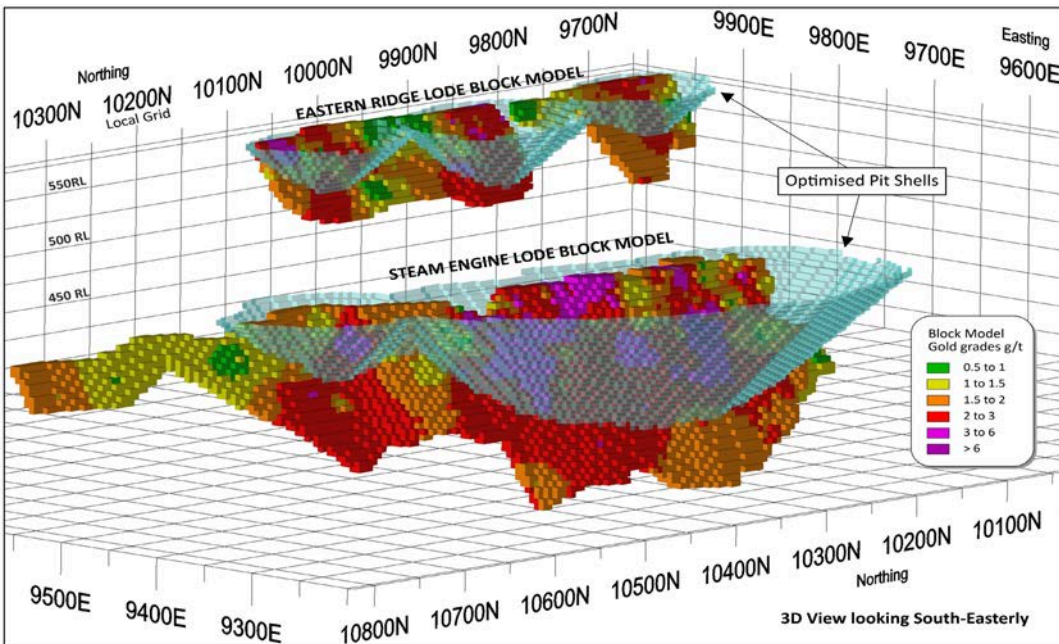 Northing
10300N
10200N
10100N
10000N
9900N
9800N
9700N
Local Grid
9900E
9800E
9700E
9600E
Easting
EASTERN RIDGE LODE BLOCK MODEL
550RL
500 RL
450 RL
Optimised Pit Shells
STEAM ENGINE LODE BLOCK MODEL
Block Model
Gold grades g/t
0.5 to 1
1 to 1.5
1.5 to 2
2 to 3
3 to 6
> 6
9500E
9400E
9300E
10800N
10700N
10600N
10500N
10400N
10300N
10200N
10100N
Northing
3D View looking South-Easterly